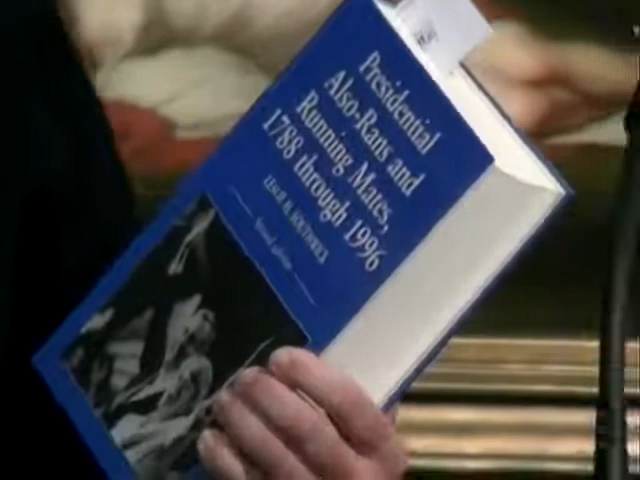 Presidential
Also-Rans and
Running Mates,
1788 through 1996
LESLIE H. SOUTHWICK
Second edition